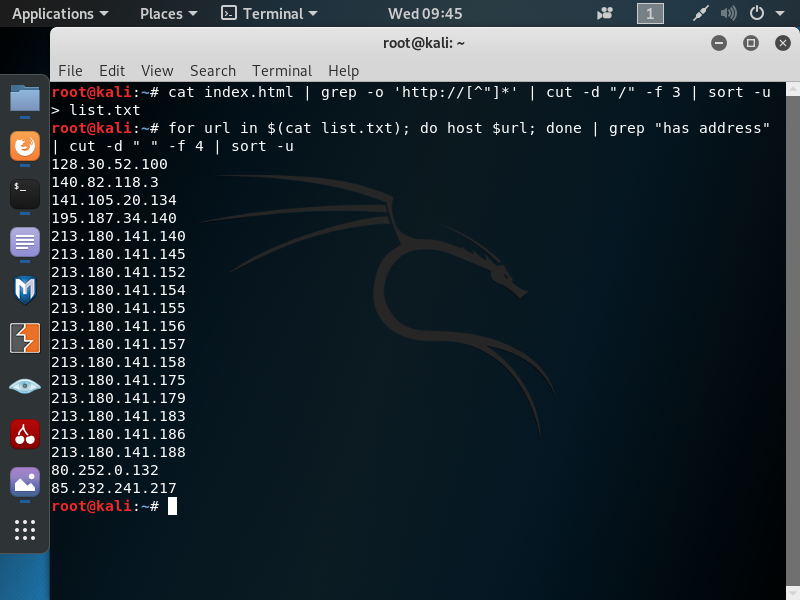 Applications Places Terminal Wed 09:45 1
root@kali: ~
File Edit View Search Terminal Help
root@kali:~# cat index.html | grep -o 'http://[^"]*' | cut -d "/" -f 3 | sort -u
> list.txt
root@kali:~# for url in $(cat list.txt); do host $url; done | grep "has address"
| cut -d " " -f 4 | sort -u
128.30.52.100
140.82.118.3
141.105.20.134
195.187.34.140
213.180.141.140
213.180.141.145
213.180.141.152
213.180.141.154
213.180.141.155
213.180.141.156
213.180.141.157
213.180.141.158
213.180.141.175
213.180.141.179
213.180.141.183
213.180.141.186
213.180.141.188
80.252.0.132
85.232.241.217
root@kali:~#